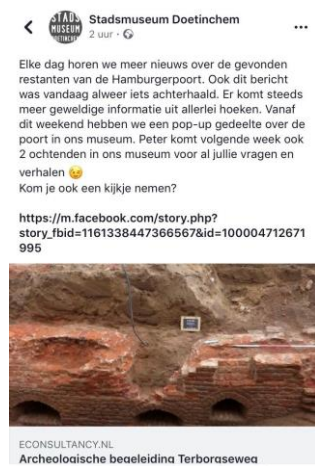 STADS
MUSEUM
DOETINCHEM
Stadsmuseum Doetinchem
2 uur ·
Elke dag horen we meer nieuws over de gevonden
restanten van de Hamburgerpoort. Ook dit bericht
was vandaag alweer iets achterhaald. Er komt steeds
meer geweldige informatie uit allerlei hoeken. Vanaf
dit weekend hebben we een pop-up gedeelte over de
poort in ons museum. Peter komt volgende week ook
2 ochtenden in ons museum voor al jullie vragen en
verhalen 😉
Kom je ook een kijkje nemen?
https://m.facebook.com/story.php?
story_fbid=1161338447366567&id=100004712671
995
ECONSULTANCY.NL
Archeologische begeleiding Terborgseweg